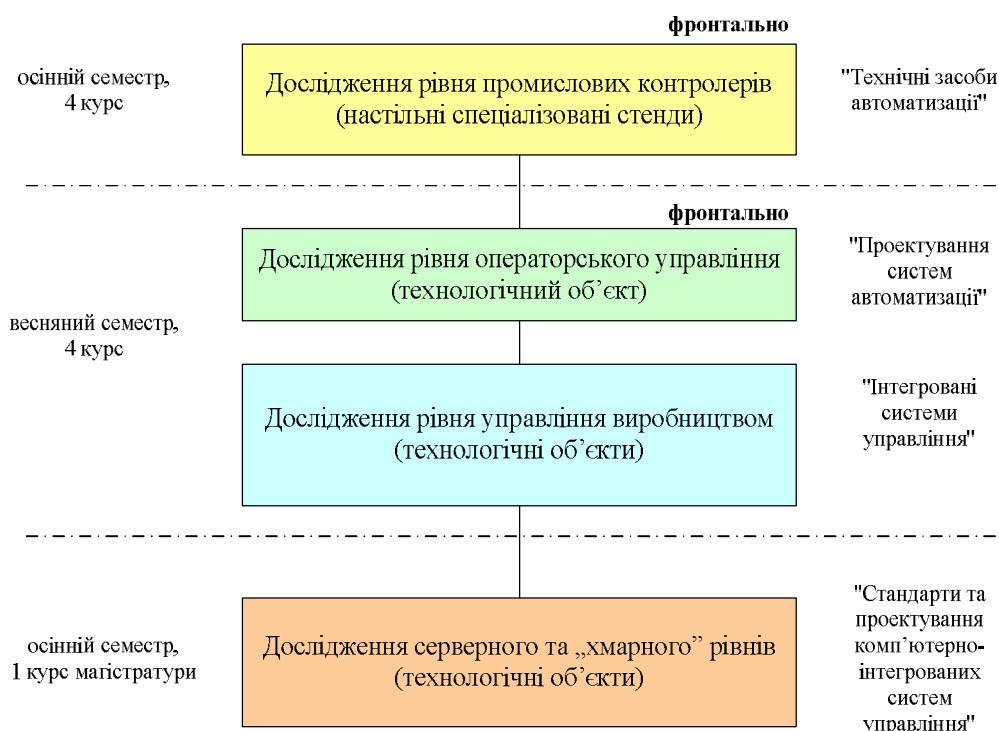 фронтально
осінній семестр,
4 курс
Дослідження рівня промислових контролерів
(настільні спеціалізовані стенди)
"Технічні засоби
автоматизації"
фронтально
весняний семестр,
4 курс
Дослідження рівня операторського управління
(технологічний об’єкт)
"Проектування
систем
автоматизації"
Дослідження рівня управління виробництвом
(технологічні об’єкти)
"Інтегровані
системи
управління"
осінній семестр,
1 курс магістратури
Дослідження серверного та „хмарного” рівнів
(технологічні об’єкти)
"Стандарти та
проектування
комп’ютерно-
інтегрованих
систем
управління"